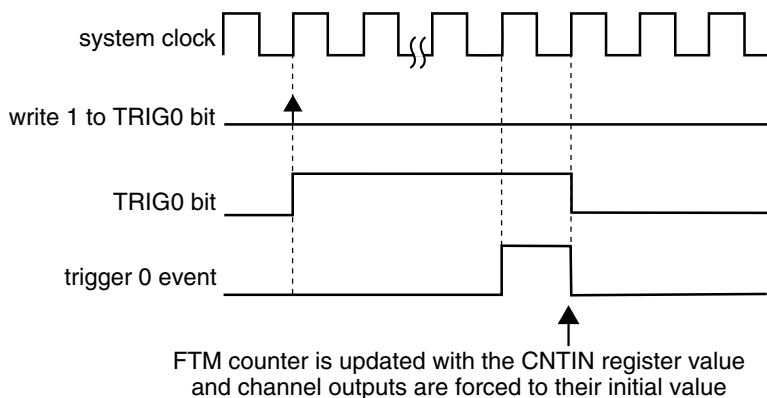 system clock
write 1 to TRIG0 bit
TRIG0 bit
trigger 0 event
FTM counter is updated with the CNTIN register value
and channel outputs are forced to their initial value